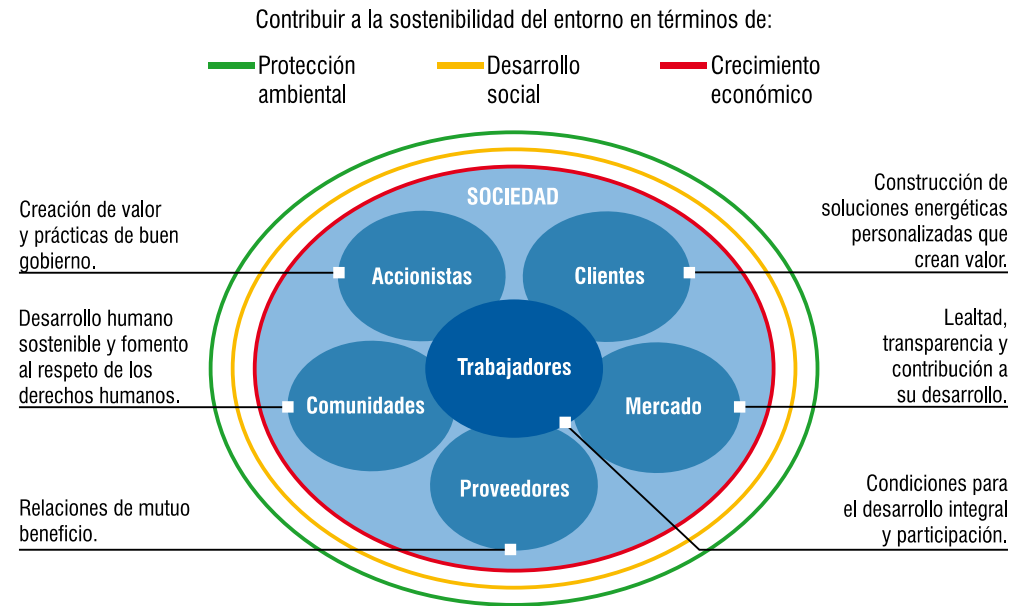 Contribuir a la sostenibilidad del entorno en términos de:
Protección
ambiental
Desarrollo
social
Crecimiento
económico
SOCIEDAD
Creación de valor
y prácticas de buen
gobierno.
Accionistas
Clientes
Construcción de
soluciones energéticas
personalizadas que
crean valor.
Desarrollo humano
sostenible y fomento
al respeto de los
derechos humanos.
Comunidades
Trabajadores
Mercado
Lealtad,
transparencia y
contribución a
su desarrollo.
Relaciones de mutuo
beneficio.
Proveedores
Condiciones para
el desarrollo integral
y participación.